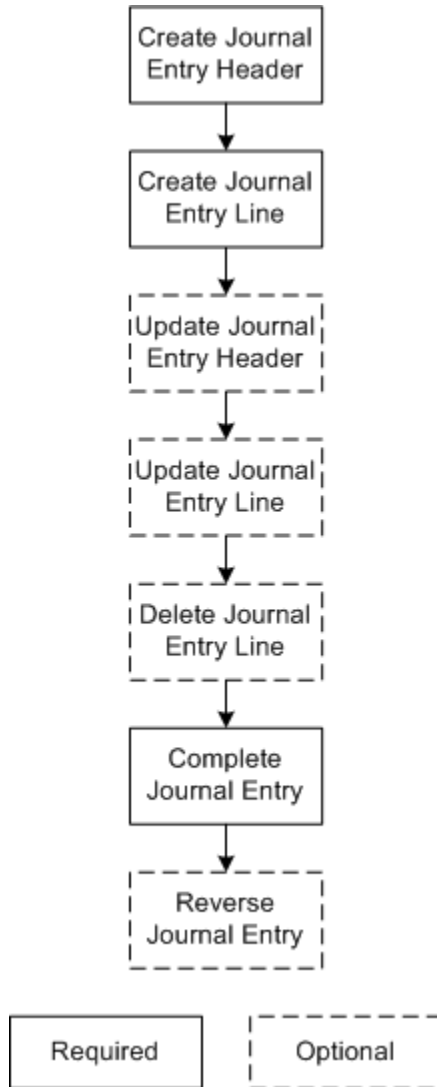 Create Journal
Entry Header
Create Journal
Entry Line
Update Journal
Entry Header
Update Journal
Entry Line
Delete Journal
Entry Line
Complete
Journal Entry
Reverse
Journal Entry
Required
Optional